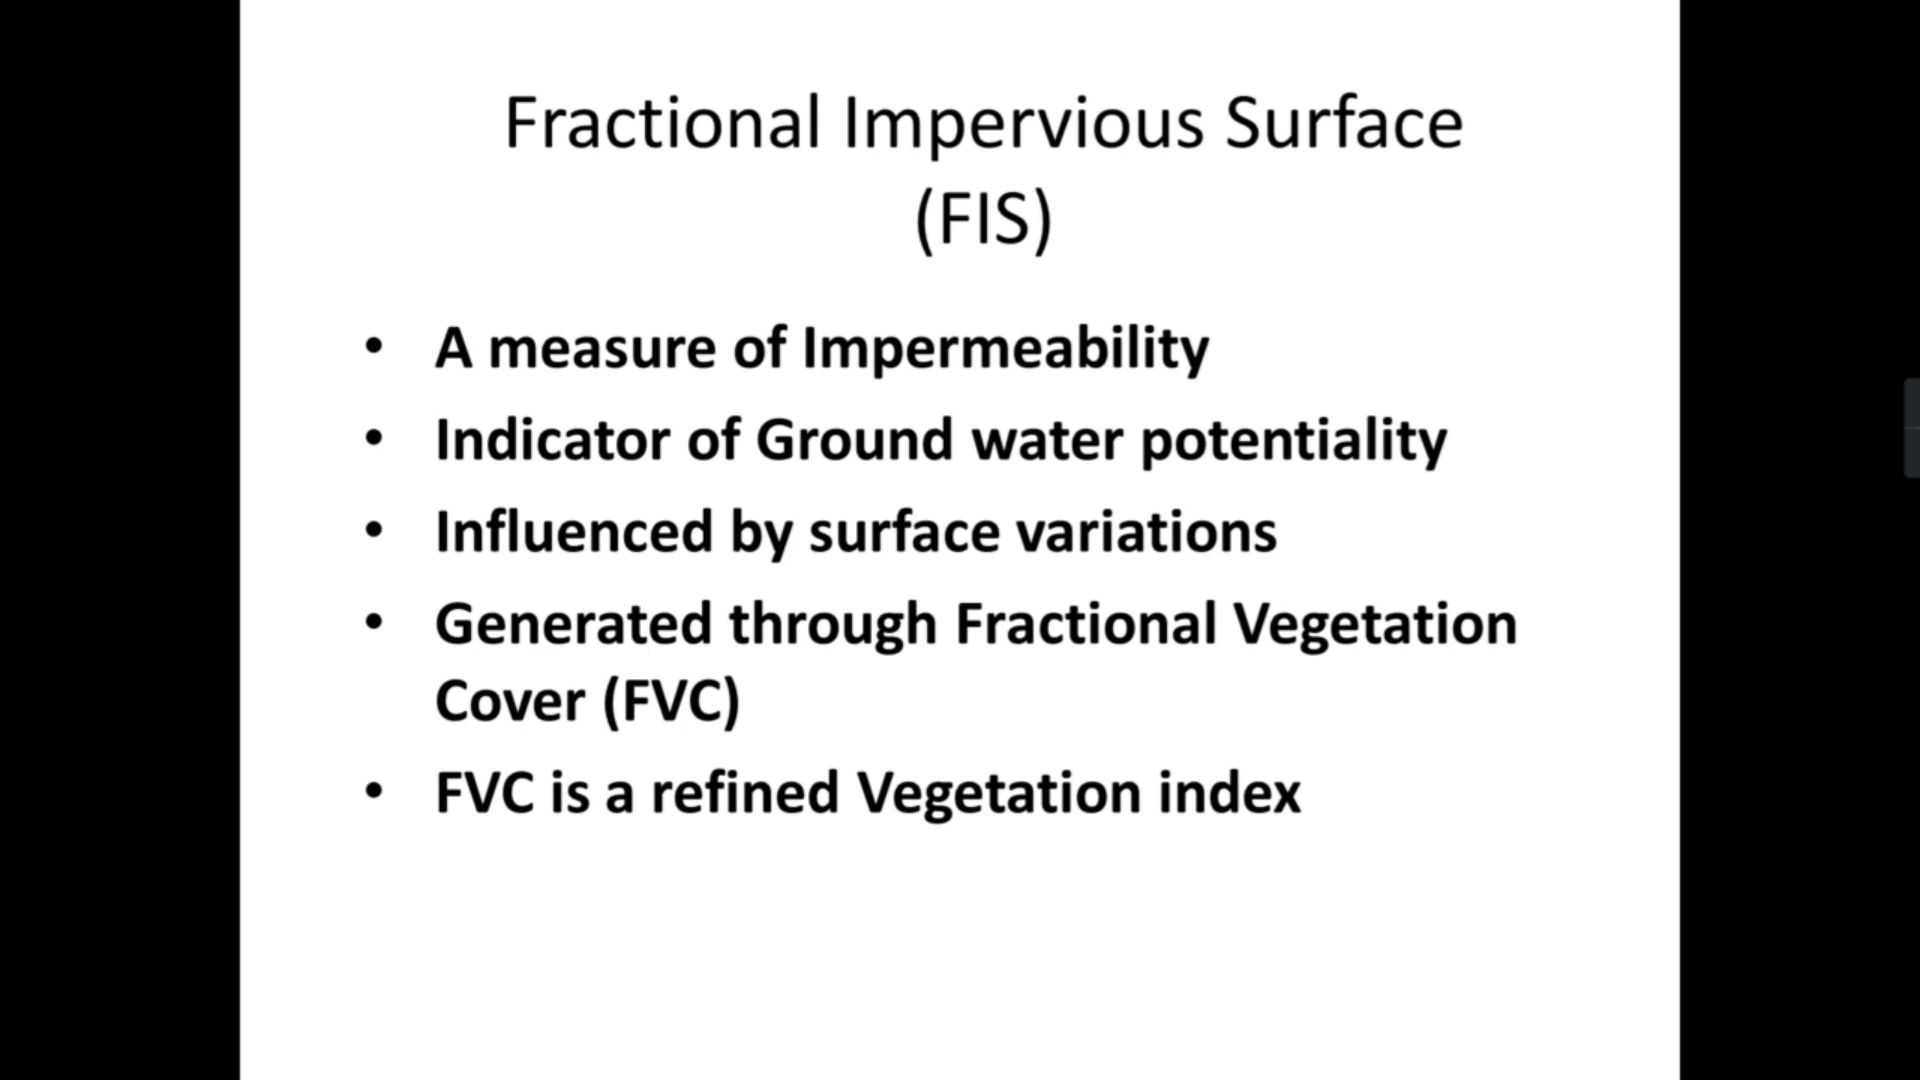 Fractional Impervious Surface
(FIS)
• A measure of Impermeability
• Indicator of Ground water potentiality
• Influenced by surface variations
• Generated through Fractional Vegetation
Cover (FVC)
• FVC is a refined Vegetation index